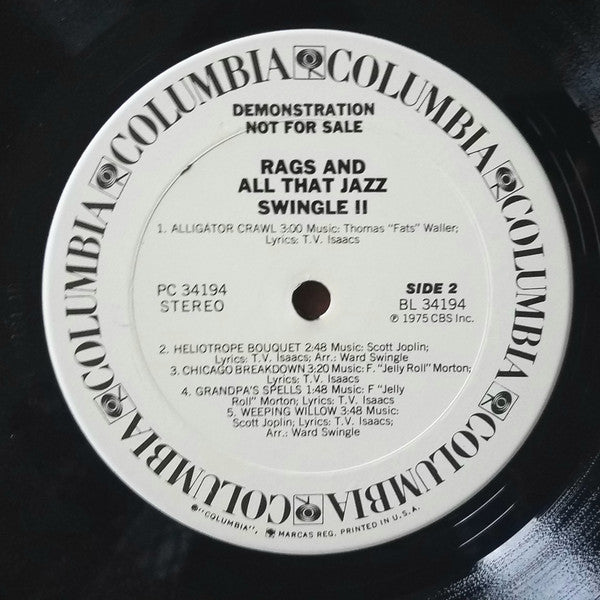 COLUMBIA COLUMBIA COLUMBIA COLUMBIA COLUMBIA COLUMBIA
DEMONSTRATION
NOT FOR SALE
RAGS AND
ALL THAT JAZZ
SWINGLE II
1. ALLIGATOR CRAWL 3:00 Music: Thomas "Fats" Waller;
Lyrics: T.V. Isaacs
PC 34194
STEREO
SIDE 2
BL 34194
℗ 1975 CBS Inc.
2. HELIOTROPE BOUQUET 2:48 Music: Scott Joplin;
Lyrics: T.V. Isaacs; Arr.: Ward Swingle
3. CHICAGO BREAKDOWN 3:20 Music: F. "Jelly Roll" Morton;
Lyrics: T.V. Isaacs
4. GRANDPA'S SPELLS 1:48 Music: F "Jelly
Roll" Morton; Lyrics: T.V. Isaacs
5. WEEPING WILLOW 3:48 Music:
Scott Joplin; Lyrics: T.V. Isaacs;
Arr.: Ward Swingle
"COLUMBIA", MARCAS REG. PRINTED IN U.S.A.